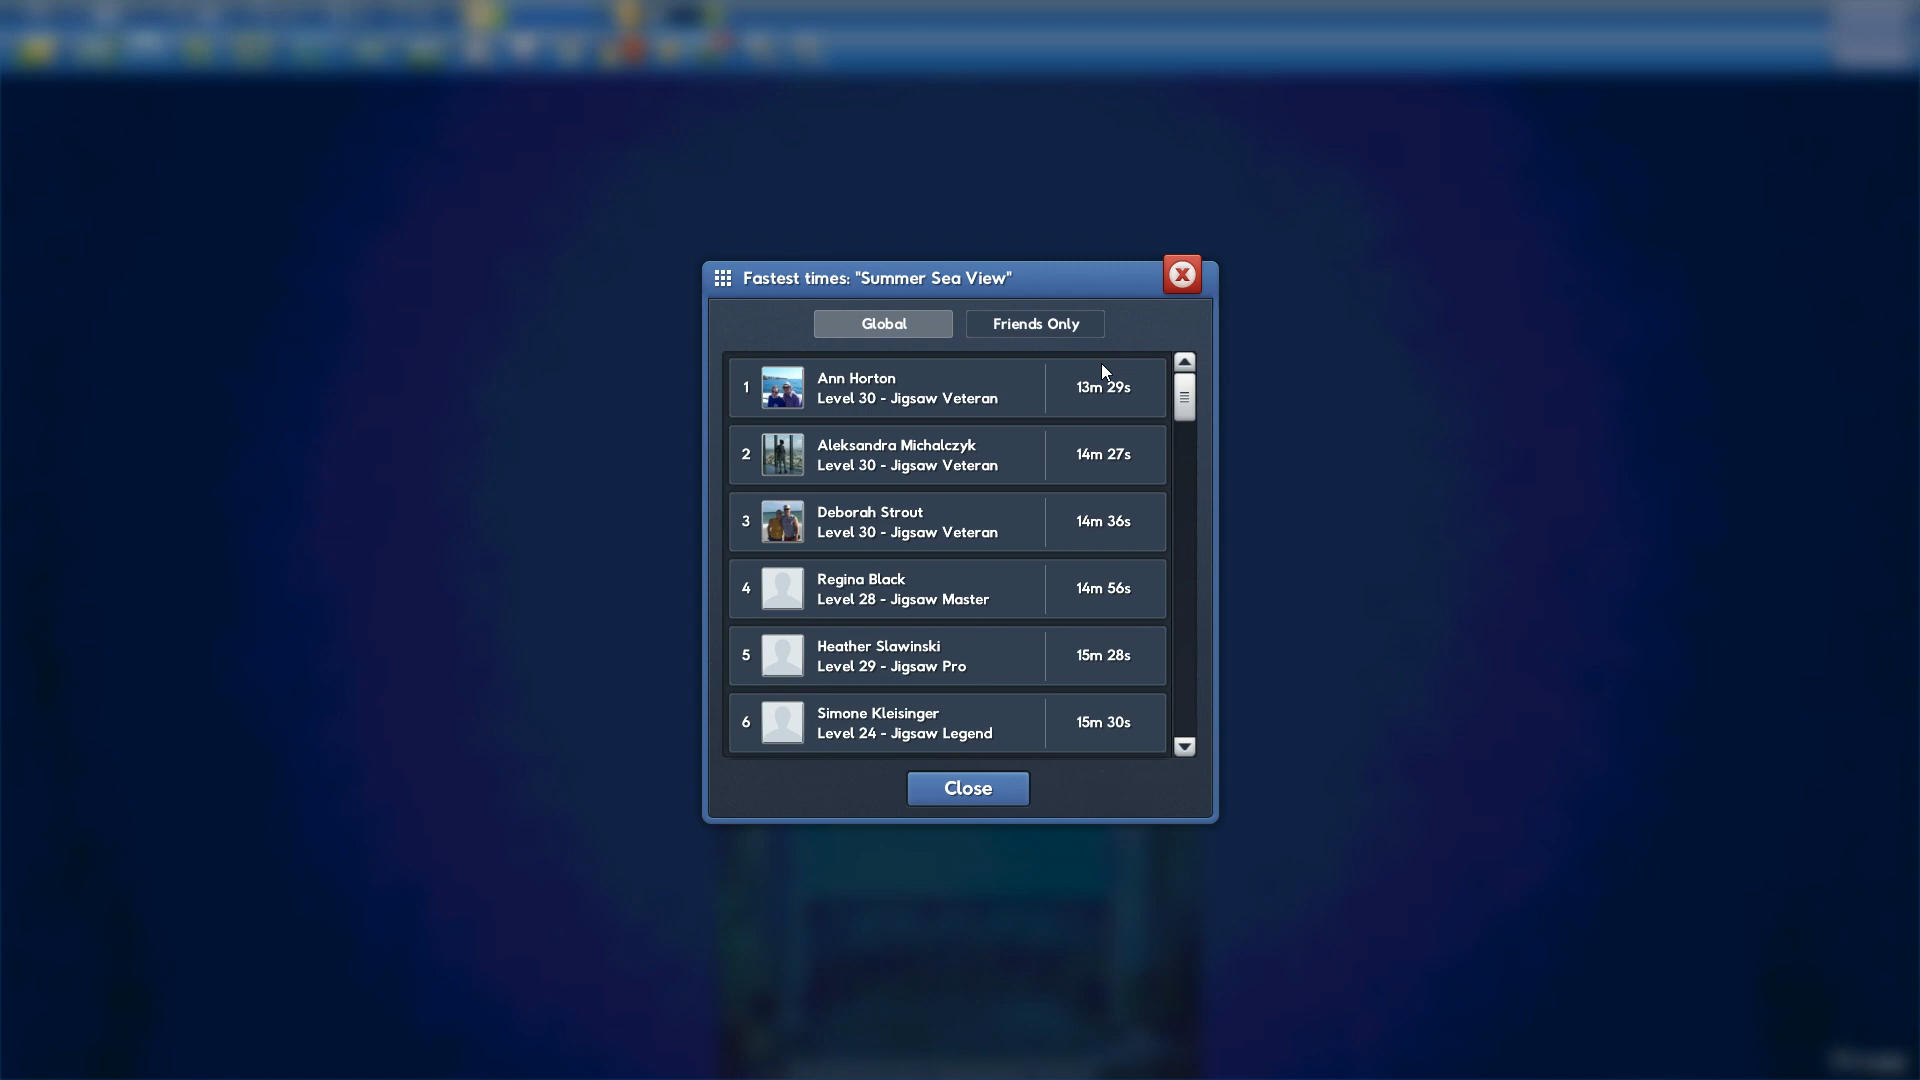 Fastest times: "Summer Sea View"
Global
Friends Only
1
Ann Horton
Level 30 - Jigsaw Veteran
13m 29s
2
Aleksandra Michalczyk
Level 30 - Jigsaw Veteran
14m 27s
3
Deborah Strout
Level 30 - Jigsaw Veteran
14m 36s
4
Regina Black
Level 28 - Jigsaw Master
14m 56s
5
Heather Slawinski
Level 29 - Jigsaw Pro
15m 28s
6
Simone Kleisinger
Level 24 - Jigsaw Legend
15m 30s
Close